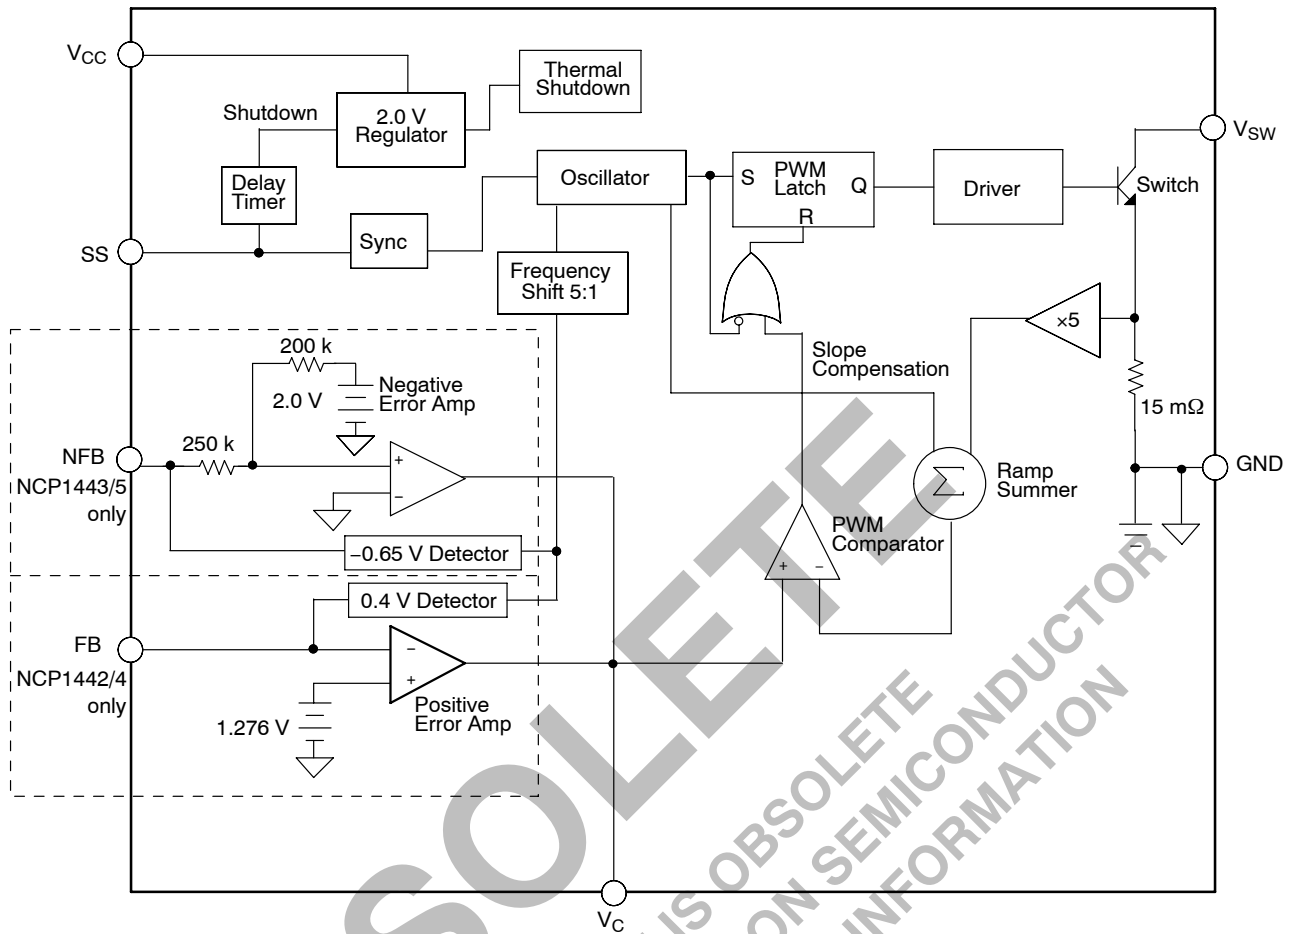 VCC
Thermal
Shutdown
Shutdown
2.0 V
Regulator
VSW
Delay
Timer
Oscillator
S
PWM
Latch
Q
R
Driver
Switch
SS
Sync
Frequency
Shift 5:1
×5
200 k
Slope
Compensation
2.0 V
Negative
Error Amp
15 mΩ
250 k
NFB
NCP1443/5
only
+
−
Σ
Ramp
Summer
GND
PWM
Comparator
+
−
−0.65 V Detector
0.4 V Detector
FB
NCP1442/4
only
−
+
Positive
Error Amp
1.276 V
VC
OBSOLETE
IS OBSOLETE
ON SEMICONDUCTOR
INFORMATION